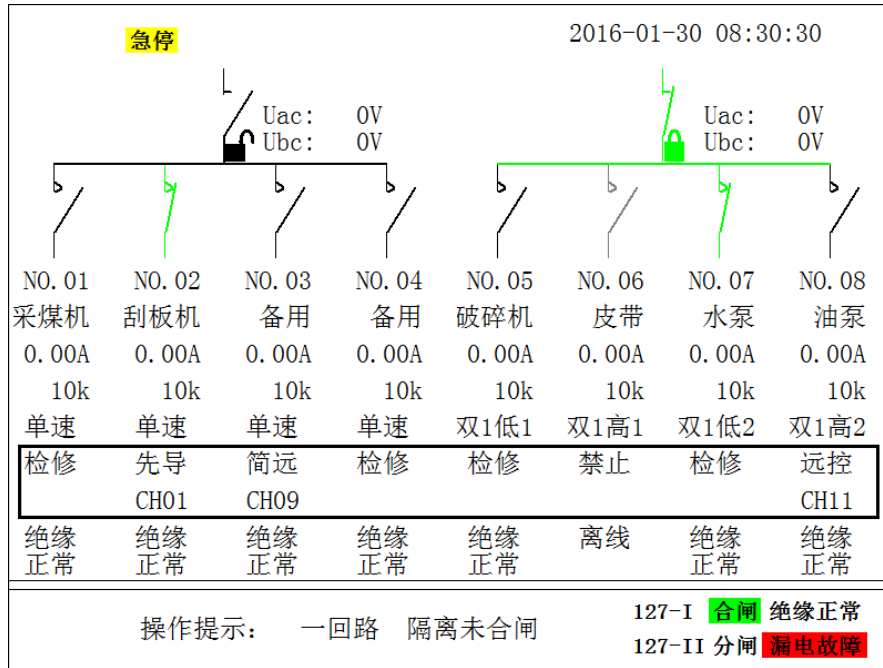 急停 2016-01-30 08:30:30
Uac: 0V Uac: 0V
Ubc: 0V Ubc: 0V
NO.01 NO.02 NO.03 NO.04 NO.05 NO.06 NO.07 NO.08
采煤机 刮板机 备用 备用 破碎机 皮带 水泵 油泵
0.00A 0.00A 0.00A 0.00A 0.00A 0.00A 0.00A 0.00A
10k 10k 10k 10k 10k 10k 10k 10k
单速 单速 单速 单速 双1低1 双1高1 双1低2 双1高2
检修 先导 简远 检修 检修 禁止 检修 远控
CH01 CH09 CH11
绝缘 绝缘 绝缘 绝缘 绝缘 离线 绝缘 绝缘
正常 正常 正常 正常 正常 正常 正常
操作提示： 一回路 隔离未合闸
127-I 合闸 绝缘正常
127-II 分闸 漏电故障